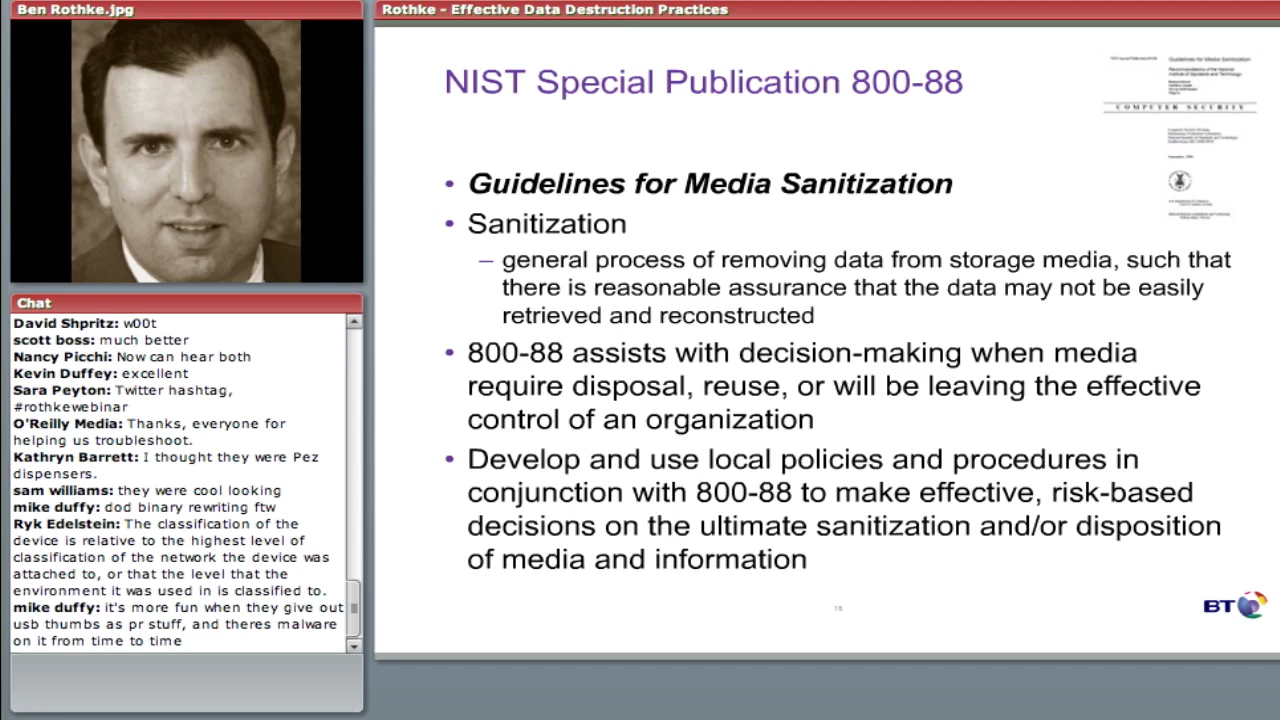 Ben Rothke.jpg
Chat
David Shpritz: w00t
scott boss: much better
Nancy Picchi: Now can hear both
Kevin Duffey: excellent
Sara Peyton: Twitter hashtag,
#rothkewebinar
O'Reilly Media: Thanks, everyone for
helping us troubleshoot.
Kathryn Barrett: I thought they were Pez
dispensers.
sam williams: they were cool looking
mike duffy: dod binary rewriting ftw
Ryk Edelstein: The classification of the
device is relative to the highest level of
classification of the network the device was
attached to, or that the level that the
environment it was used in is classified to.
mike duffy: it's more fun when they give out
usb thumbs as pr stuff, and theres malware
on it from time to time
Rothke - Effective Data Destruction Practices
NIST Special Publication 800-88
Guidelines for Media Sanitization
COMPUTER SECURITY
• Guidelines for Media Sanitization
• Sanitization
– general process of removing data from storage media, such that
there is reasonable assurance that the data may not be easily
retrieved and reconstructed
• 800-88 assists with decision-making when media
require disposal, reuse, or will be leaving the effective
control of an organization
• Develop and use local policies and procedures in
conjunction with 800-88 to make effective, risk-based
decisions on the ultimate sanitization and/or disposition
of media and information
18
BT